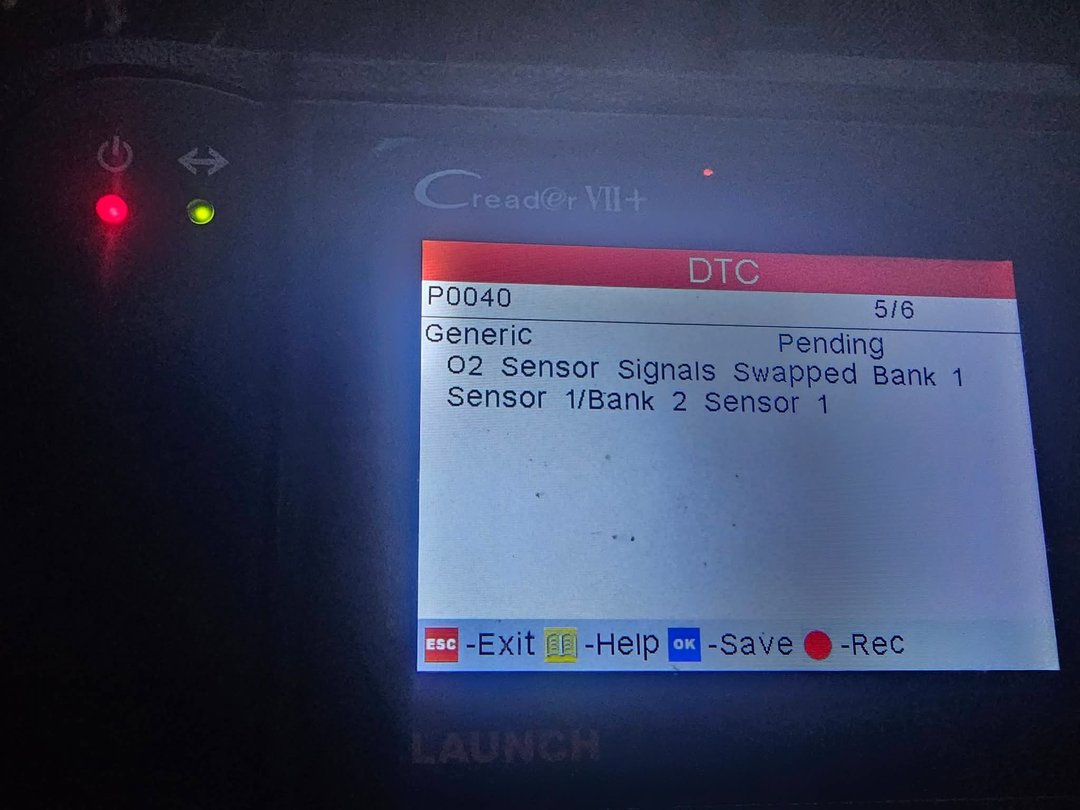 Cread@r VII+
DTC
P0040 5/6
Generic Pending
O2 Sensor Signals Swapped Bank 1
Sensor 1/Bank 2 Sensor 1
ESC -Exit -Help OK -Save -Rec
LAUNCH